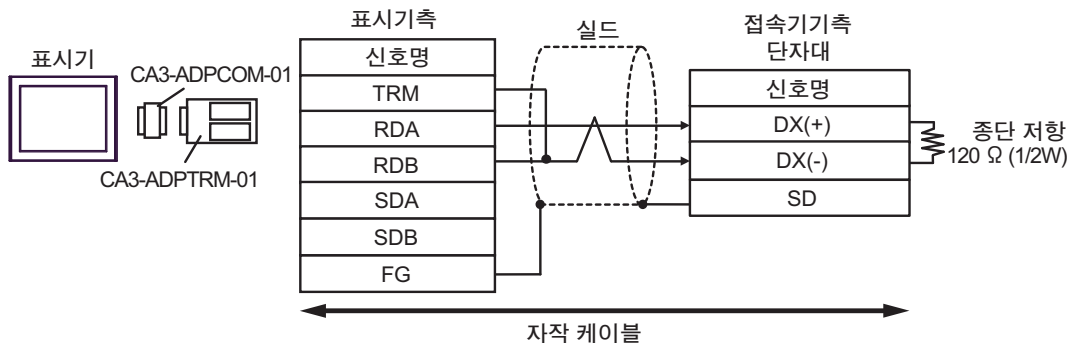 표시기
CA3-ADPCOM-01
CA3-ADPTRM-01
표시기측
신호명
TRM
RDA
RDB
SDA
SDB
FG
실드
접속기기측
단자대
신호명
DX(+)
DX(-)
SD
종단 저항
120 Ω (1/2W)
자작 케이블